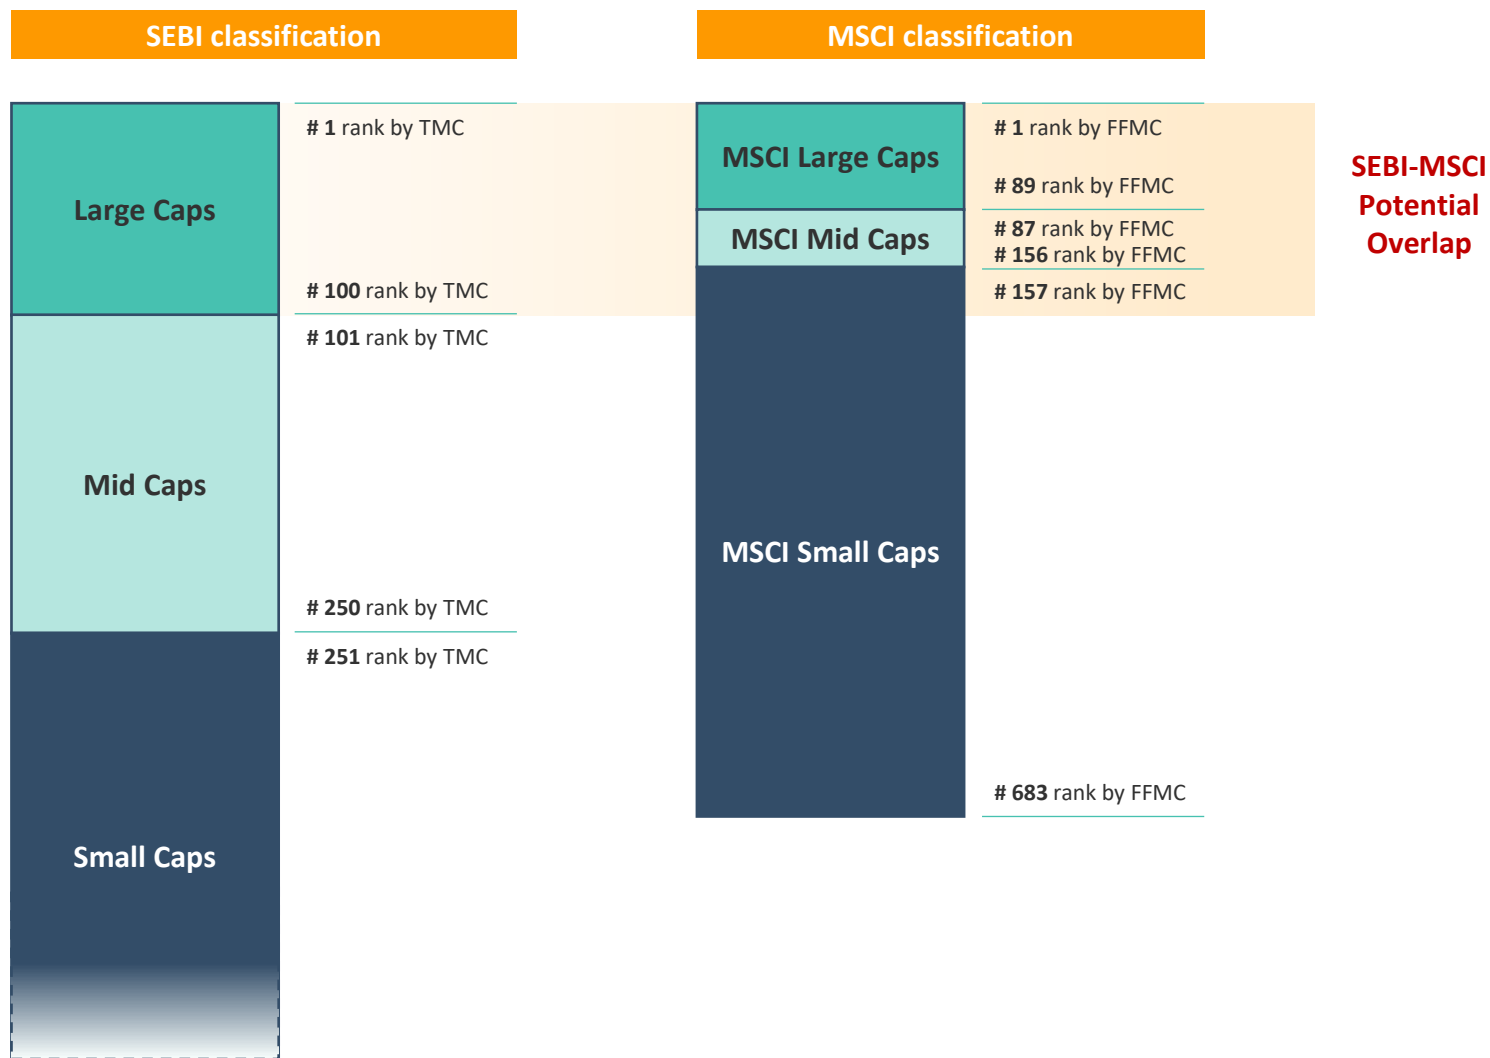 SEBI classification
MSCI classification
Large Caps
# 1 rank by TMC
# 100 rank by TMC
Mid Caps
# 101 rank by TMC
# 250 rank by TMC
Small Caps
# 251 rank by TMC
MSCI Large Caps
# 1 rank by FFMC
# 89 rank by FFMC
MSCI Mid Caps
# 87 rank by FFMC
# 156 rank by FFMC
MSCI Small Caps
# 157 rank by FFMC
# 683 rank by FFMC
SEBI-MSCI
Potential
Overlap